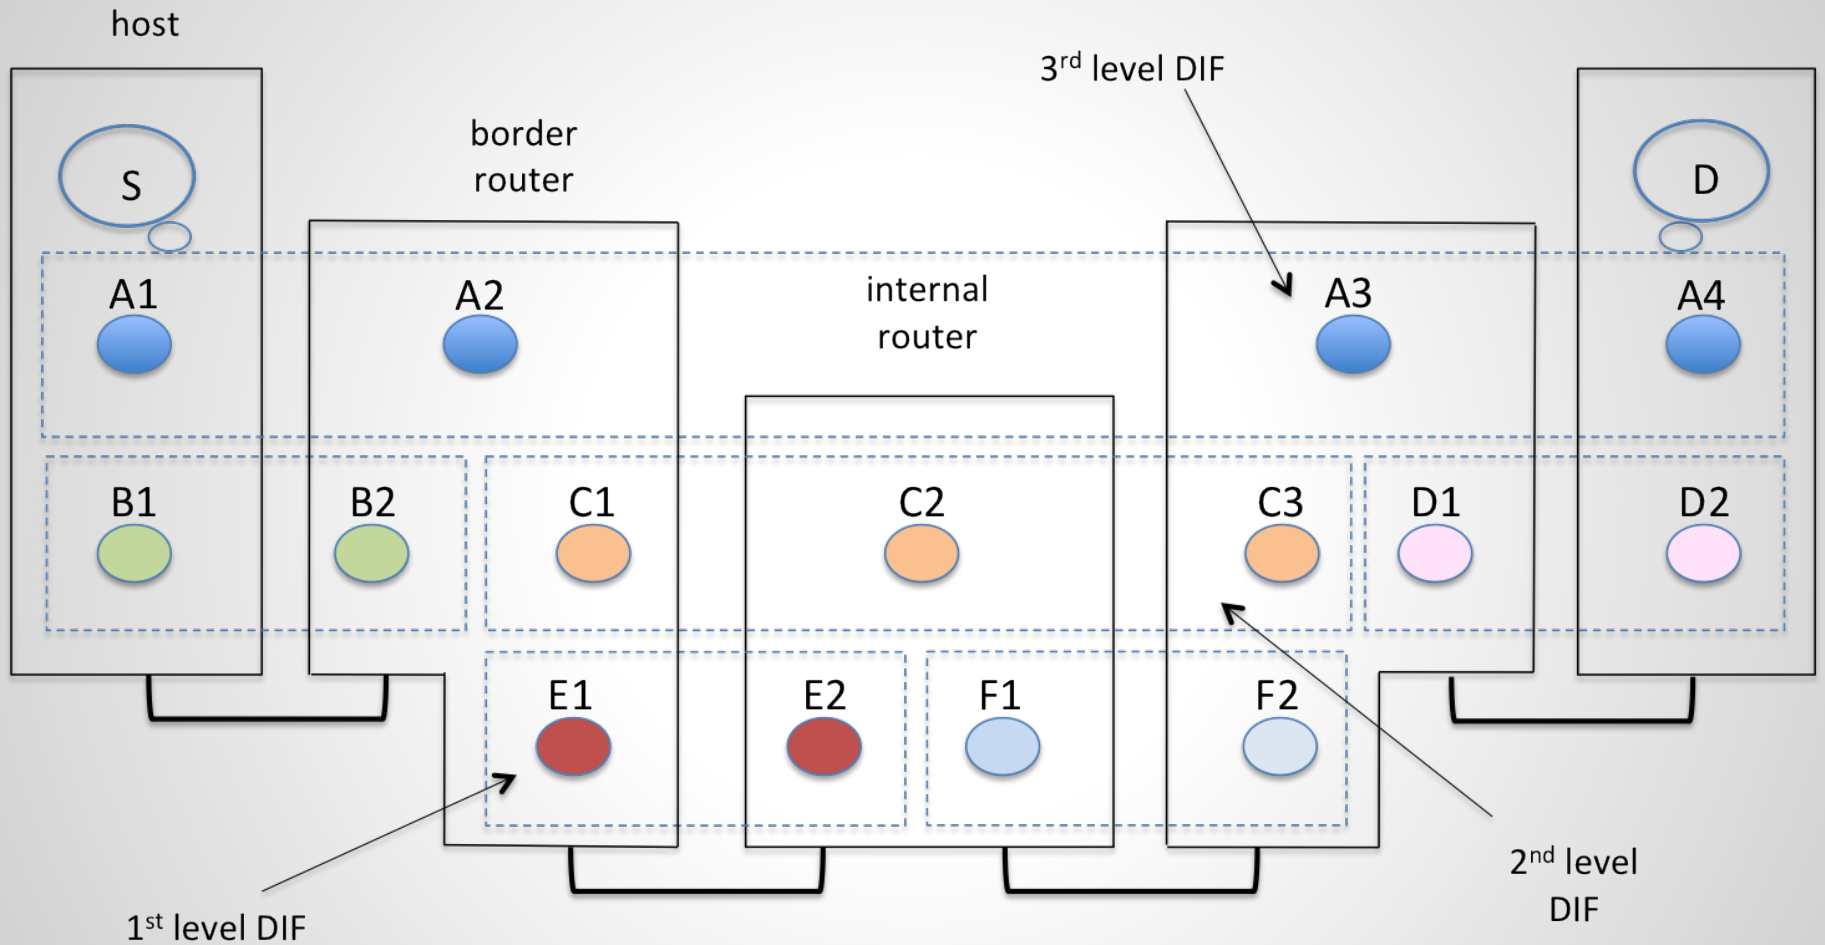 host
3rd level DIF
border
router
S
D
internal
router
A1
A2
A3
A4
B1
B2
C1
C2
C3
D1
D2
E1
E2
F1
F2
2nd level
DIF
1st level DIF